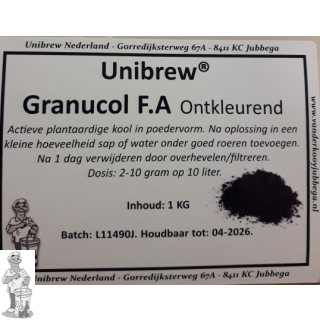 Unibrew Nederland - Gorredijksterweg 67A - 8411 KC Jubbega
Unibrew®
Granucol F.A Ontkleurend
Actieve plantaardige kool in poedervorm. Na oplossing in een
kleine hoeveelheid sap of water onder goed roeren toevoegen.
Na 1 dag verwijderen door overhevelen/filtreren.
Dosis: 2-10 gram op 10 liter.
Inhoud: 1 KG
Batch: L11490J. Houdbaar tot: 04-2026.
Unibrew Nederland - Gorredijksterweg 67A - 8411 KC Jubbega
www.vanderkooyjubbega.nl